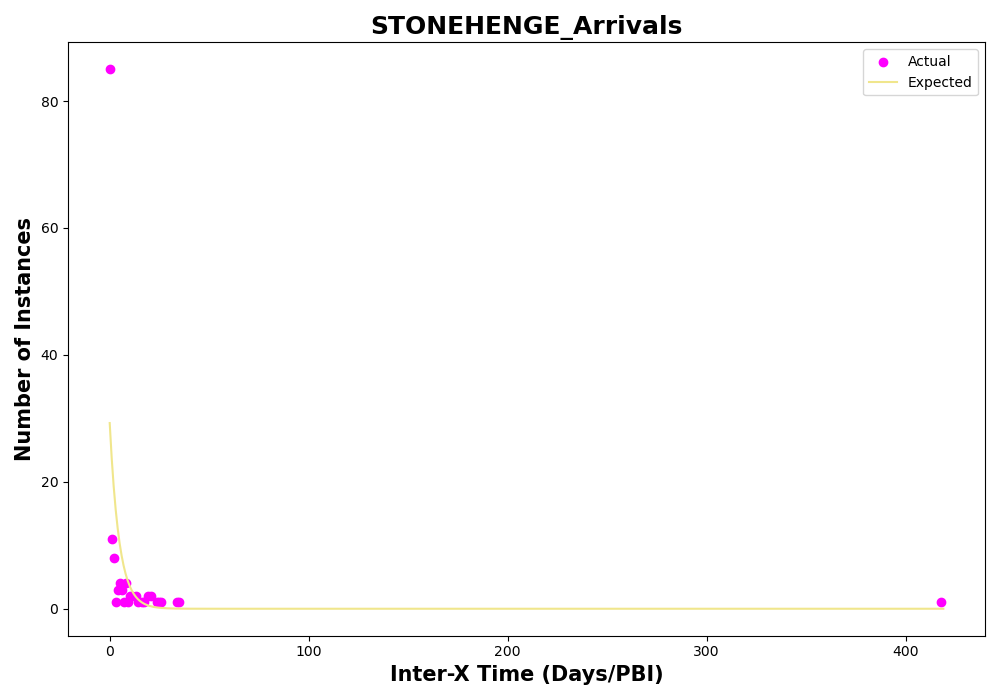 STONEHENGE_Arrivals
Actual
Expected
80
60
40
20
0
Number of Instances
0 100 200 300 400
Inter-X Time (Days/PBI)